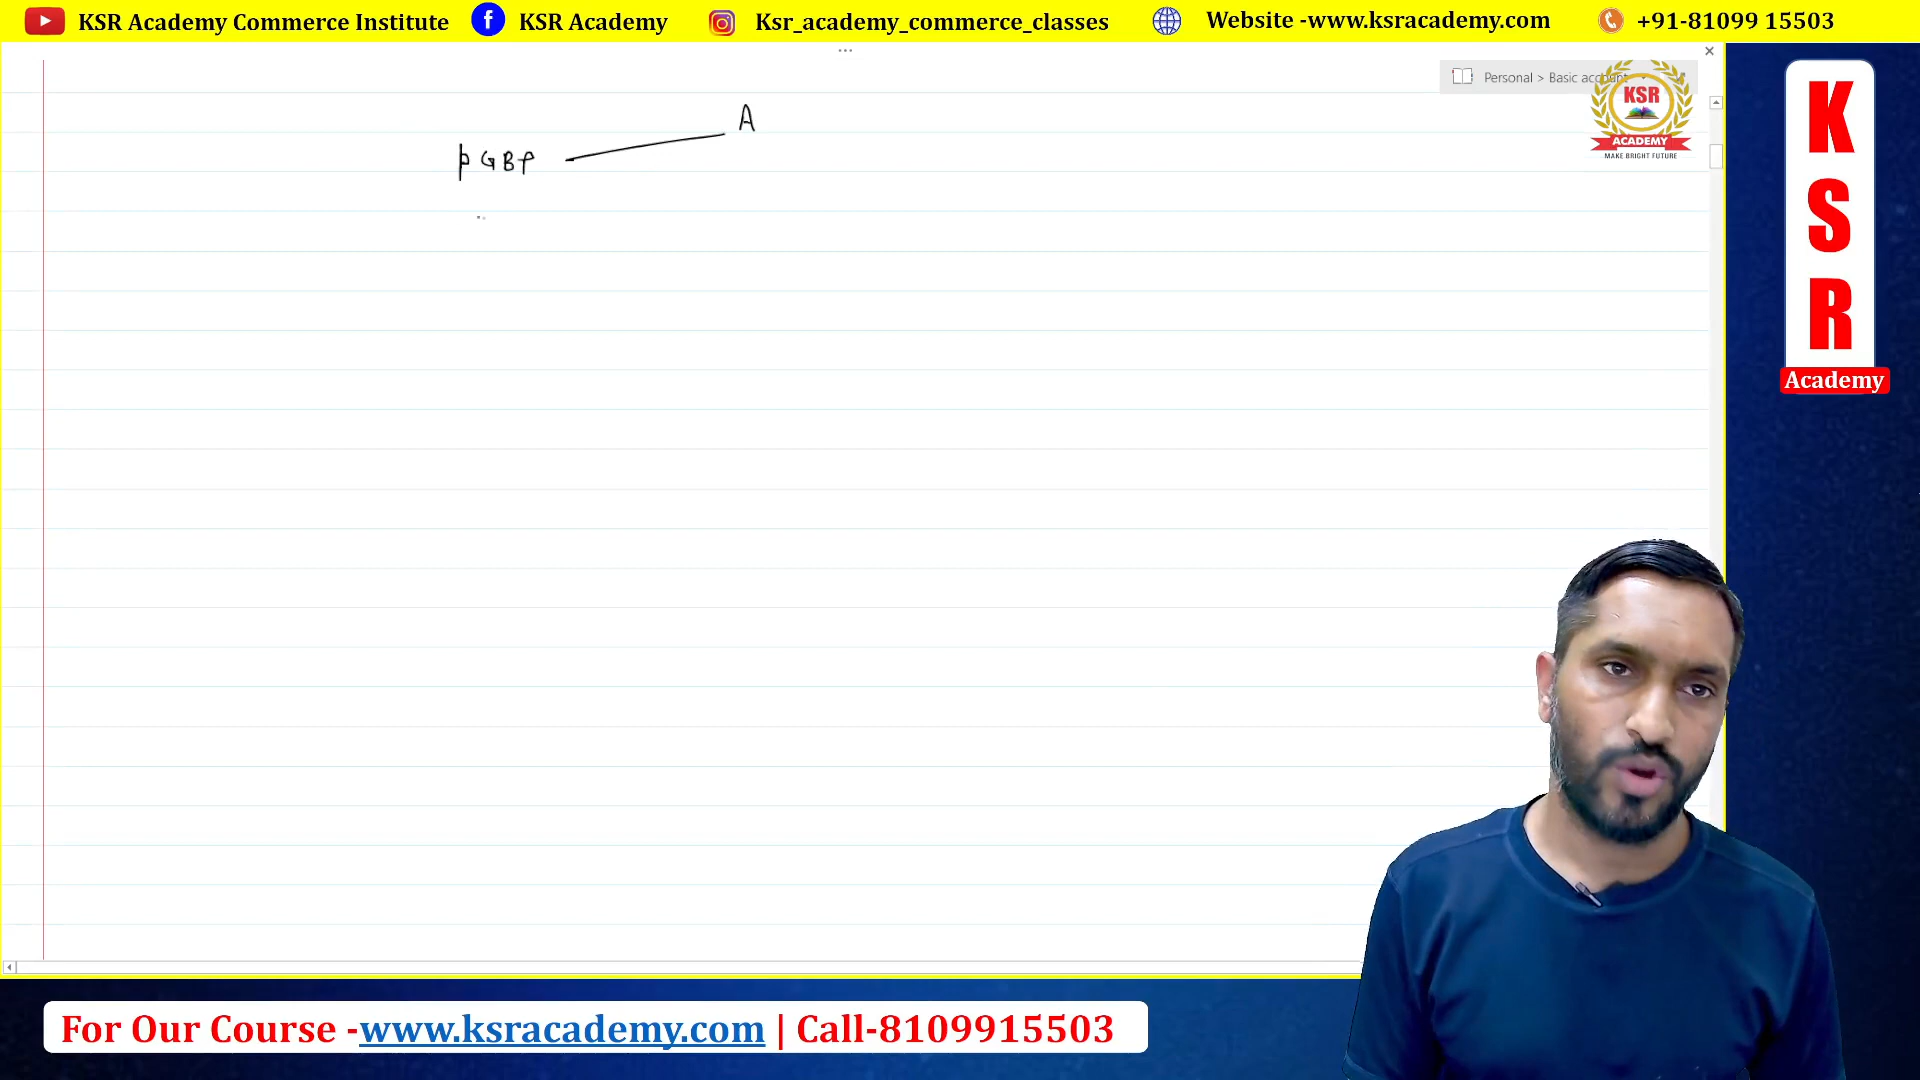 KSR Academy Commerce Institute KSR Academy Ksr_academy_commerce_classes Website -www.ksracademy.com +91-81099 15503
Personal > Basic account
KSR
ACADEMY
MAKE BRIGHT FUTURE
A
PGBP
K
S
R
Academy
For Our Course -www.ksracademy.com | Call-8109915503